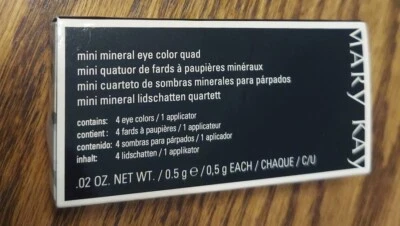 mini mineral eye color quad
mini quatuor de fards à paupières minéraux
mini cuarteto de sombras minerales para párpados
mini mineral lidschatten quartett
contains: 4 eye colors / 1 applicator
contient : 4 fards à paupières / 1 applicateur
contenido: 4 sombras para párpados / 1 aplicador
inhalt: 4 lidschatten / 1 applikator
.02 OZ. NET WT. / 0.5 g ℮ / 0,5 g EACH / CHAQUE / C/U
MARY KAY